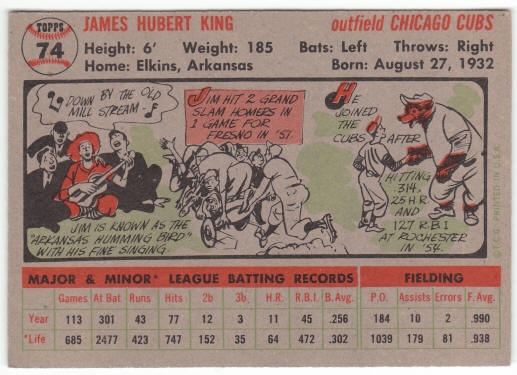 TOPPS
74
JAMES HUBERT KING
outfield CHICAGO CUBS
Height: 6' Weight: 185 Bats: Left Throws: Right
Home: Elkins, Arkansas Born: August 27, 1932
"DOWN BY THE OLD
MILL STREAM-
JIM IS KNOWN AS THE
"ARKANSAS HUMMING BIRD"
WITH HIS FINE SINGING.
JIM HIT 2 GRAND
SLAM HOMERS IN
1 GAME FOR
FRESNO IN '51.
HE
JOINED
THE
CUBS AFTER
HITTING
.314,
25 HR
AND
127 R.B.I
AT ROCHESTER
IN '54.
©T.C.G. PRINTED IN U.S.A.
MAJOR & MINOR* LEAGUE BATTING RECORDS FIELDING
Games At Bat Runs Hits 2b 3b H.R. R.B.I. B.Avg. P.O. Assists Errors F.Avg.
Year 113 301 43 77 12 3 11 45 .256 184 10 2 .990
*Life 685 2477 423 747 152 35 64 472 .302 1039 179 81 .938